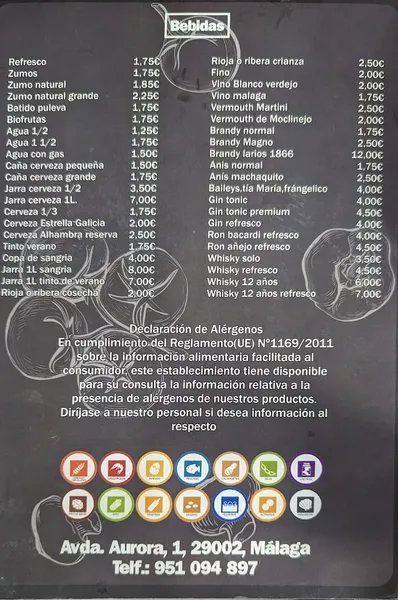 Bebidas
Refresco 1,75€
Zumos 1,75€
Zumo natural 1,85€
Zumo natural grande 2,25€
Batido puleva 1,75€
Biofrutas 1,75€
Agua 1/2 1,25€
Agua 1 1/2 1,75€
Agua con gas 1,50€
Caña cerveza pequeña 1,50€
Caña cerveza grande 1,75€
Jarra cerveza 1/2 3,50€
Jarra cerveza 1L. 7,00€
Cerveza 1/3 1,75€
Cerveza Estrella Galicia 2,00€
Cerveza Alhambra reserva 2,50€
Tinto verano 1,75€
Copa de sangria 4,00€
Jarra 1L sangria 8,00€
Jarra 1L tinto de verano 7,00€
Rioja o ribera cosecha 2,00€
Rioja o ribera crianza 2,50€
Fino 2,00€
Vino Blanco verdejo 2,00€
Vino malaga 1,75€
Vermouth Martini 2,50€
Vermouth de Moclinejo 2,00€
Brandy normal 1,75€
Brandy Magno 2,50€
Brandy larios 1866 12,00€
Anis normal 1,75€
Anís machaquito 2,50€
Baileys,tía María,frángelico 4,00€
Gin tonic 4,00€
Gin tonic premium 4,50€
Gin refresco 4,00€
Ron bacardi refresco 4,00€
Ron añejo refresco 4,50€
Whisky solo 3,50€
Whisky refresco 4,50€
Whisky 12 años 6,00€
Whisky 12 años refresco 7,00€
Declaración de Alérgenos
En cumplimiento del Reglamento(UE) Nº1169/2011
sobre la información alimentaria facilitada al
consumidor, este establecimiento tiene disponible
para su consulta la información relativa a la
presencia de alérgenos de nuestros productos.
Diríjase a nuestro personal si desea información al
respecto
Avda. Aurora, 1, 29002, Málaga
Telf.: 951 094 897